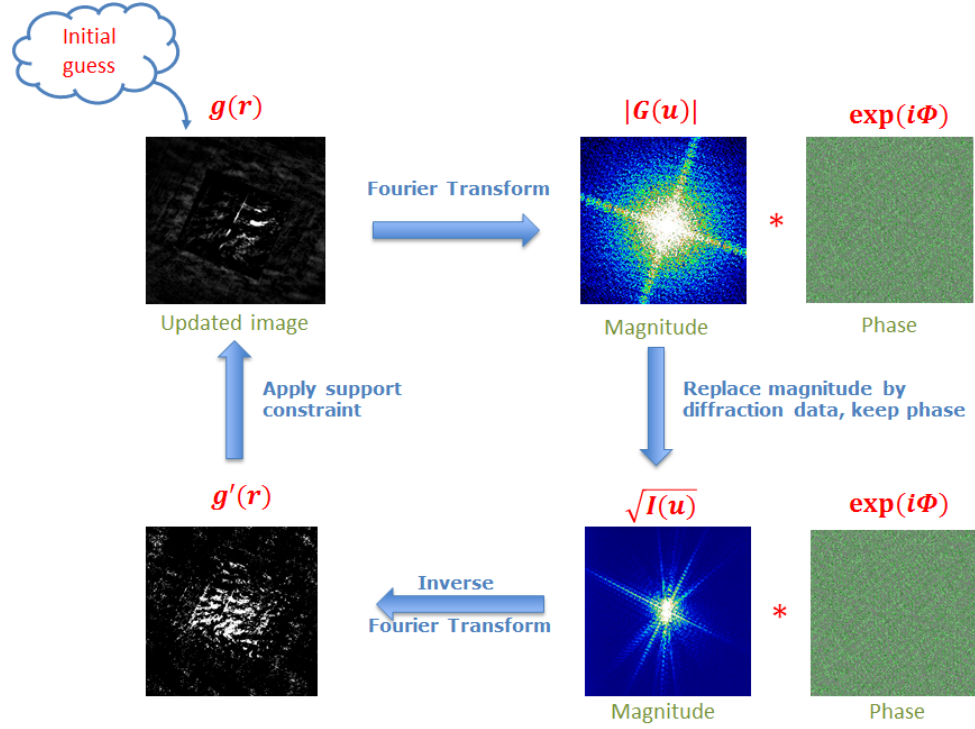 Initial
guess
g(r)
|G(u)|
exp(iΦ)
Fourier Transform
*
Updated image
Magnitude
Phase
Apply support
constraint
Replace magnitude by
diffraction data, keep phase
g′(r)
√I(u)
exp(iΦ)
Inverse
Fourier Transform
*
Magnitude
Phase